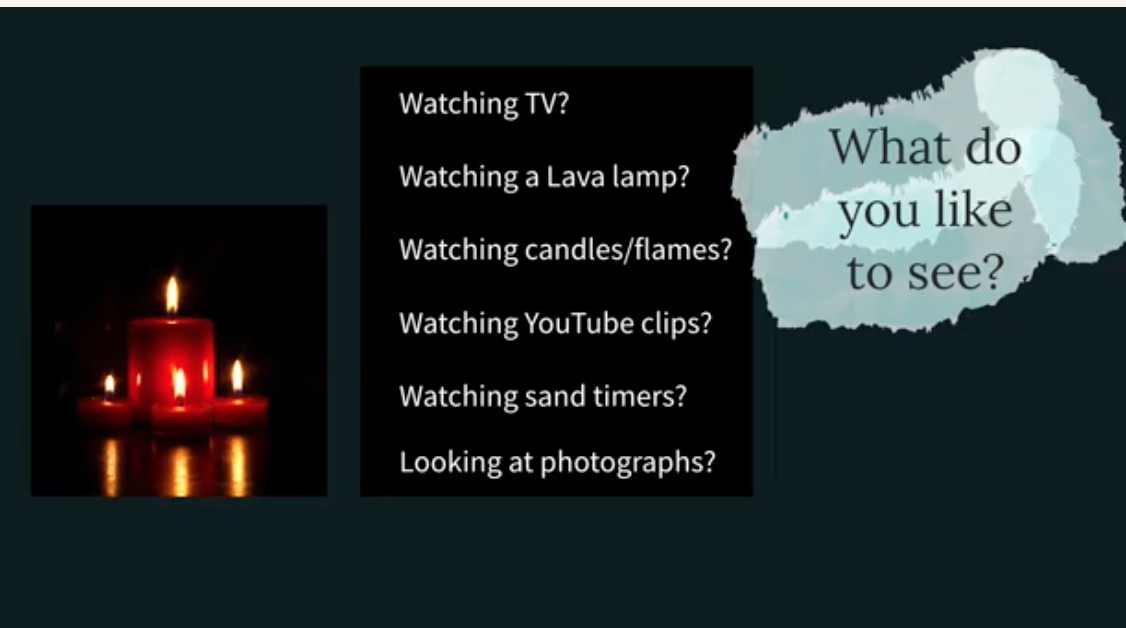 What do
you like
to see?
Watching TV?
Watching a Lava lamp?
Watching candles/flames?
Watching YouTube clips?
Watching sand timers?
Looking at photographs?